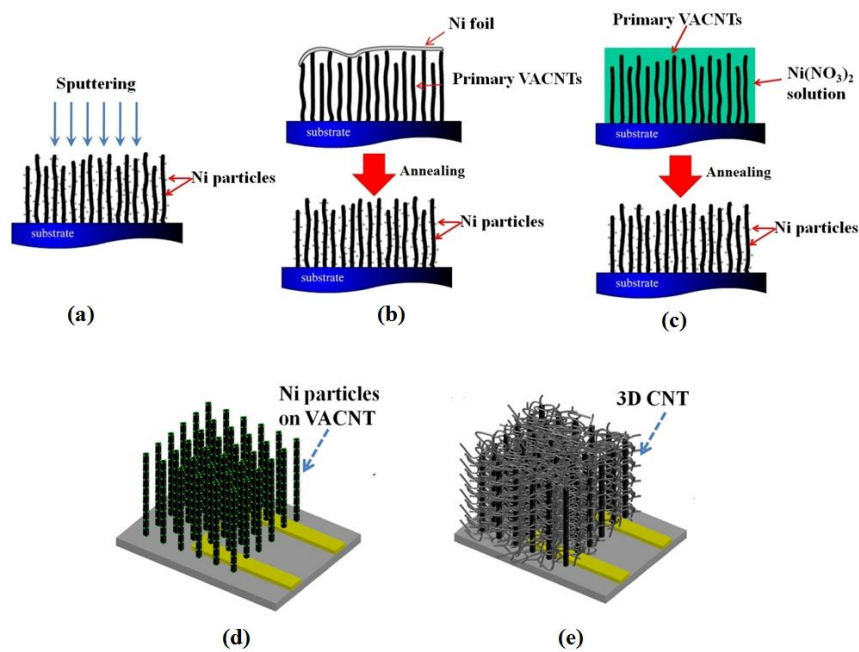 Sputtering
Ni particles
substrate
(a)
Ni foil
Primary VACNTs
substrate
Annealing
Ni particles
substrate
(b)
Primary VACNTs
Ni(NO₃)₂
solution
substrate
Annealing
Ni particles
substrate
(c)
Ni particles
on VACNT
(d)
3D CNT
(e)